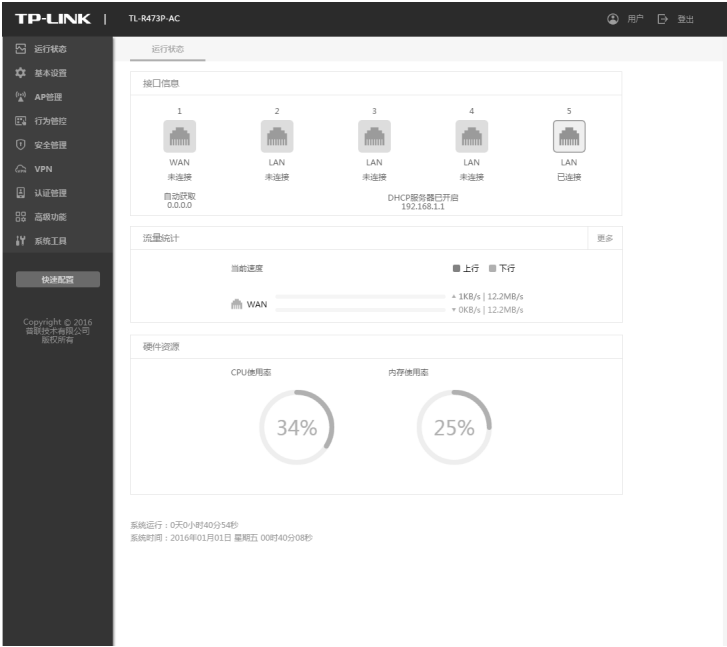 TP-LINK | TL-R473P-AC
用户 登出
运行状态
基本设置
AP管理
行为管控
安全管理
VPN
认证管理
高级功能
系统工具
快速配置
Copyright © 2016
普联技术有限公司
版权所有
运行状态
接口信息
1 2 3 4 5
WAN LAN LAN LAN LAN
未连接 未连接 未连接 未连接 已连接
自动获取 DHCP服务器已开启
0.0.0.0 192.168.1.1
流量统计 更多
当前速度 上行 下行
WAN
1KB/s | 12.2MB/s
0KB/s | 12.2MB/s
硬件资源
CPU使用率 内存使用率
34% 25%
系统运行：0天0小时40分54秒
系统时间：2016年01月01日 星期五 00时40分08秒